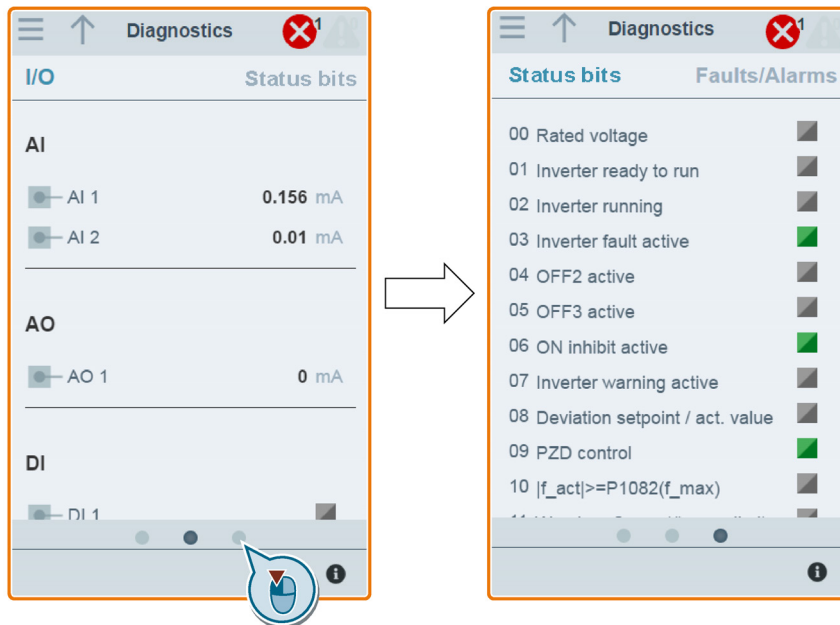 Diagnostics
1
I/O Status bits
AI
AI 1 0.156 mA
AI 2 0.01 mA
AO
AO 1 0 mA
DI
DI 1
Diagnostics
1
Status bits Faults/Alarms
00 Rated voltage
01 Inverter ready to run
02 Inverter running
03 Inverter fault active
04 OFF2 active
05 OFF3 active
06 ON inhibit active
07 Inverter warning active
08 Deviation setpoint / act. value
09 PZD control
10 |f_act|>=P1082(f_max)